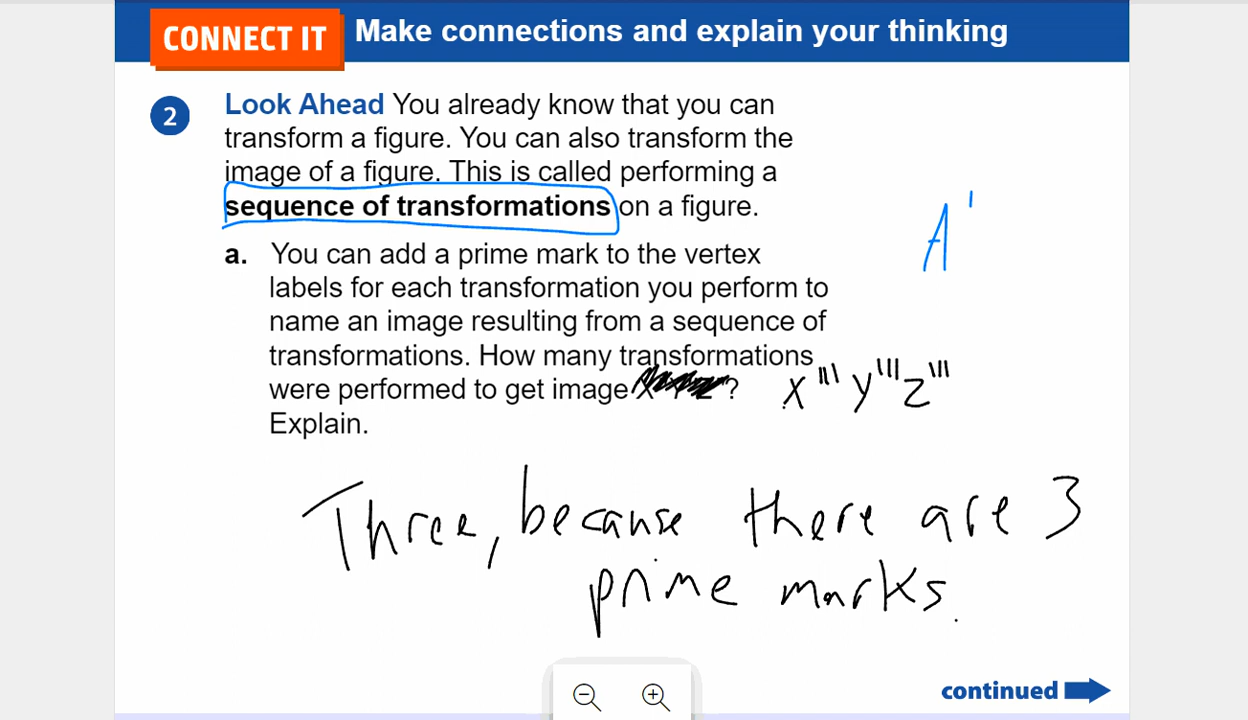 CONNECT IT Make connections and explain your thinking
2 Look Ahead You already know that you can
transform a figure. You can also transform the
image of a figure. This is called performing a
sequence of transformations on a figure.
A'
a. You can add a prime mark to the vertex
labels for each transformation you perform to
name an image resulting from a sequence of
transformations. How many transformations
were performed to get image ? X''' Y''' Z'''
Explain.
Three, because there are 3
prime marks.
continued